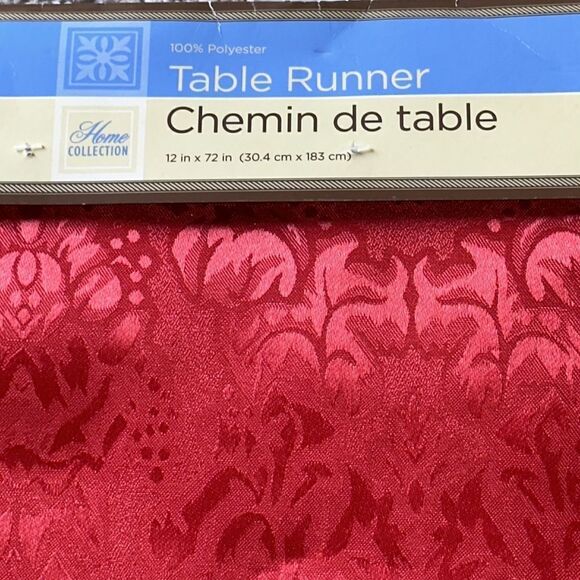 100% Polyester
Table Runner
Chemin de table
Home
COLLECTION
12 in x 72 in (30.4 cm x 183 cm)